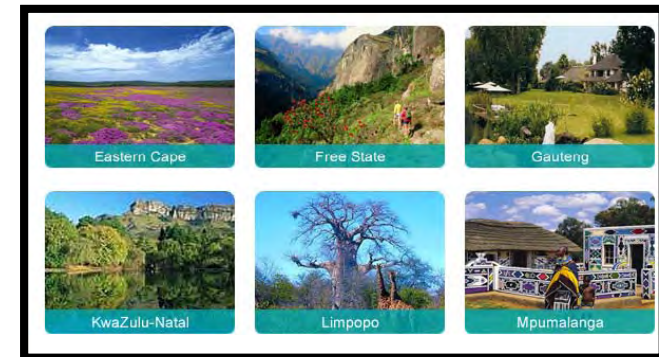 Eastern Cape
Free State
Gauteng
KwaZulu-Natal
Limpopo
Mpumalanga